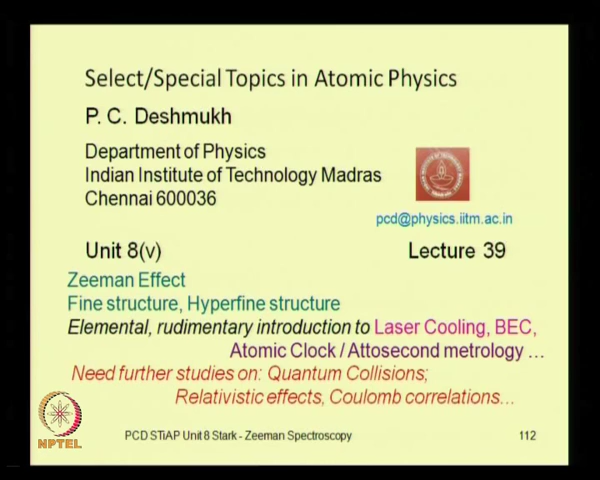 Select/Special Topics in Atomic Physics
P. C. Deshmukh
Department of Physics
Indian Institute of Technology Madras
Chennai 600036
pcd@physics.iitm.ac.in
Unit 8(v) Lecture 39
Zeeman Effect
Fine structure, Hyperfine structure
Elemental, rudimentary introduction to Laser Cooling, BEC,
Atomic Clock / Attosecond metrology ...
Need further studies on: Quantum Collisions;
Relativistic effects, Coulomb correlations...
NPTEL
PCD STiAP Unit 8 Stark - Zeeman Spectroscopy 112